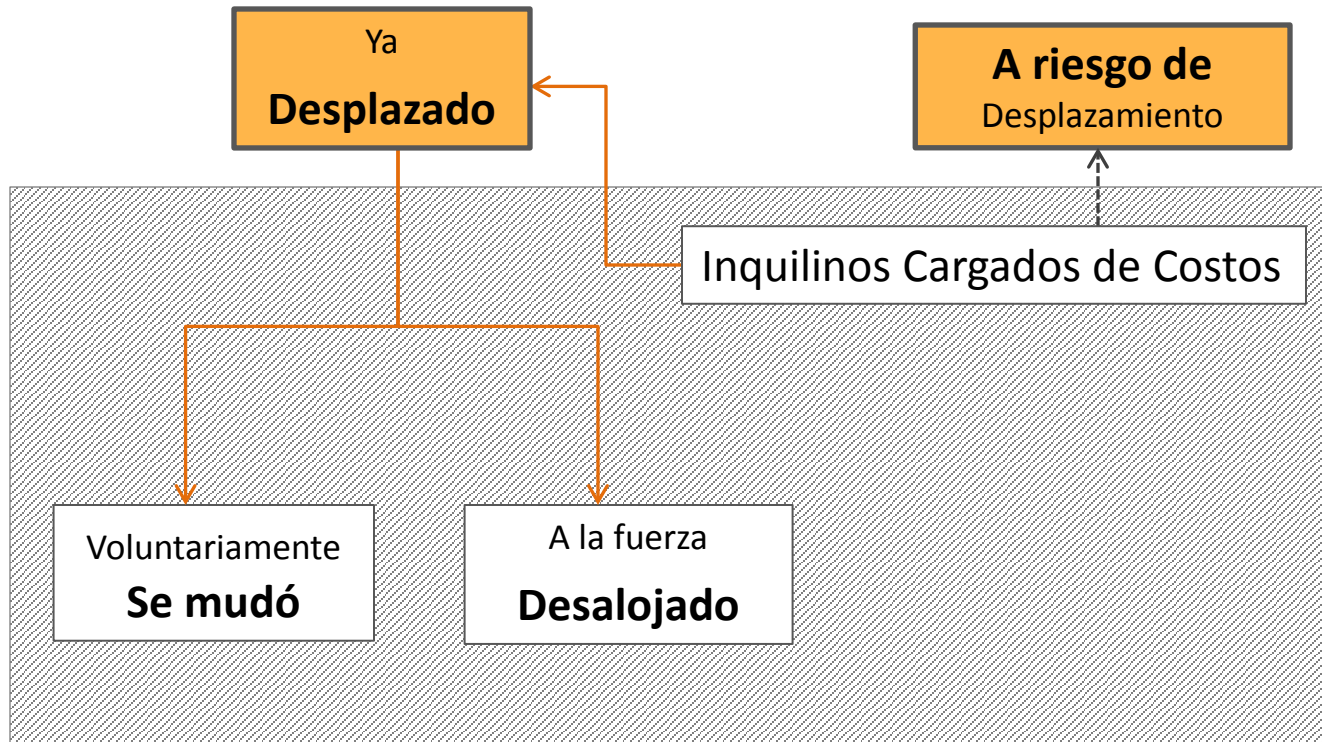 Ya
Desplazado
A riesgo de
Desplazamiento
Inquilinos Cargados de Costos
Voluntariamente
Se mudó
A la fuerza
Desalojado